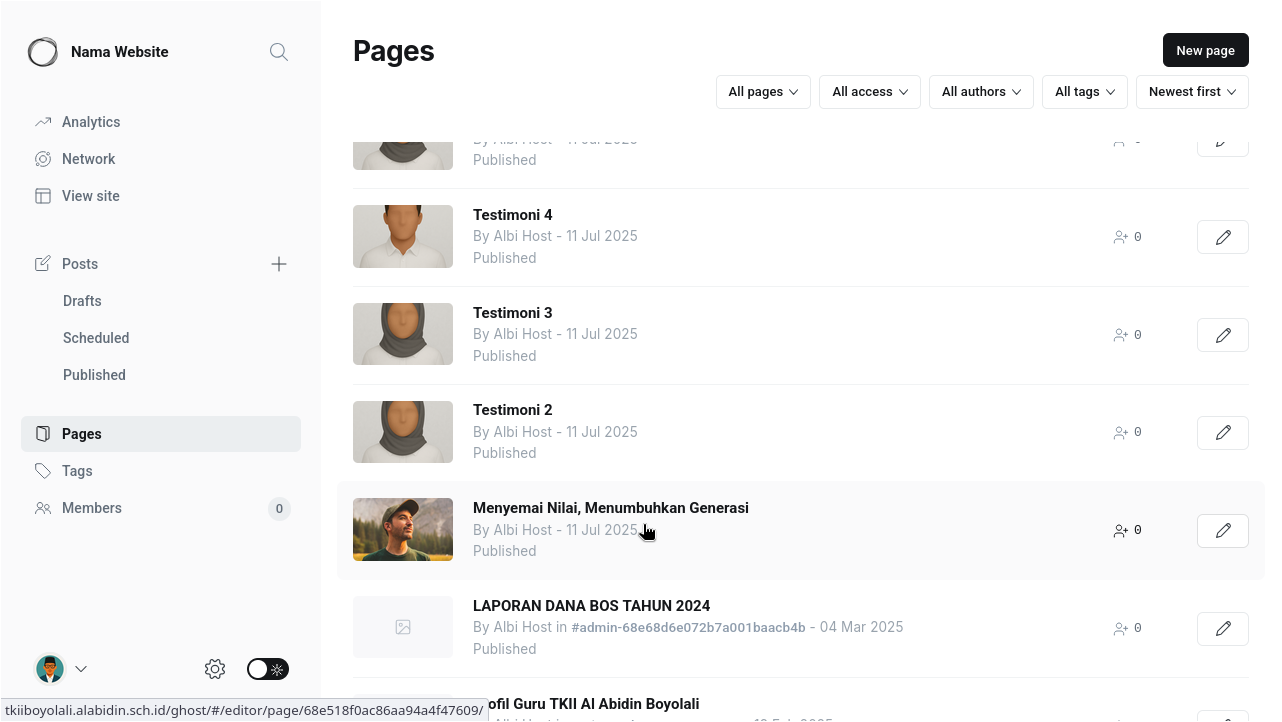 Nama Website
Analytics
Network
View site
Posts
Drafts
Scheduled
Published
Pages
Tags
Members
0
Pages
New page
All pages
All access
All authors
All tags
Newest first
By Albi Host - 11 Jul 2025
Published
Testimoni 4
By Albi Host - 11 Jul 2025
0
Published
Testimoni 3
By Albi Host - 11 Jul 2025
0
Published
Testimoni 2
By Albi Host - 11 Jul 2025
0
Published
Menyemai Nilai, Menumbuhkan Generasi
By Albi Host - 11 Jul 2025
0
Published
LAPORAN DANA BOS TAHUN 2024
By Albi Host in #admin-68e68d6e072b7a001baacb4b - 04 Mar 2025
0
Published
ofil Guru TKII Al Abidin Boyolali
tkiiboyolali.alabidin.sch.id/ghost/#/editor/page/68e518f0ac86aa94a4f47609/